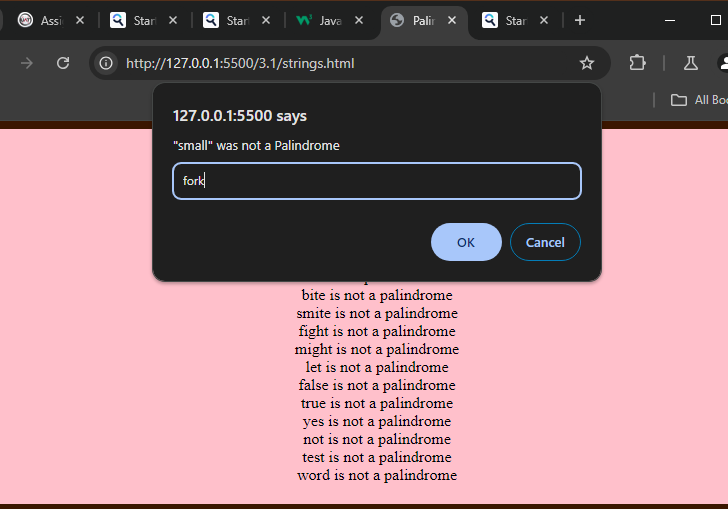 Assi
Star
Star
Java
Palin
Star
http://127.0.0.1:5500/3.1/strings.html
All Boo
127.0.0.1:5500 says
"small" was not a Palindrome
fork
OK Cancel
bite is not a palindrome
smite is not a palindrome
fight is not a palindrome
might is not a palindrome
let is not a palindrome
false is not a palindrome
true is not a palindrome
yes is not a palindrome
not is not a palindrome
test is not a palindrome
word is not a palindrome